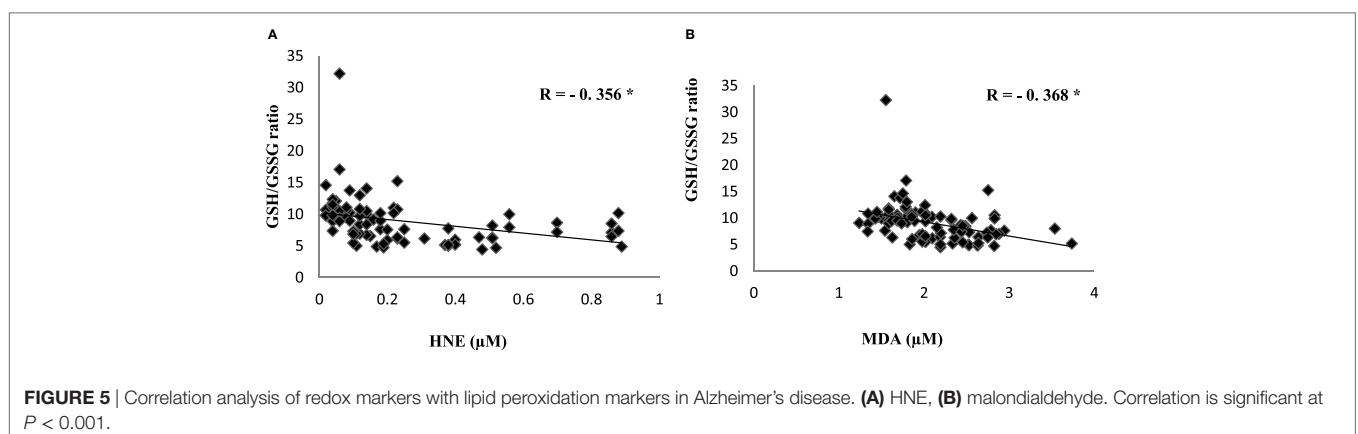 A
35
30
25
20
15
10
5
0
GSH/GSSG ratio
R = - 0. 356 *
0 0.2 0.4 0.6 0.8 1
HNE (µM)
B
35
30
25
20
15
10
5
0
GSH/GSSG ratio
R = - 0. 368 *
0 1 2 3 4
MDA (µM)
FIGURE 5 | Correlation analysis of redox markers with lipid peroxidation markers in Alzheimer's disease. (A) HNE, (B) malondialdehyde. Correlation is significant at
P < 0.001.